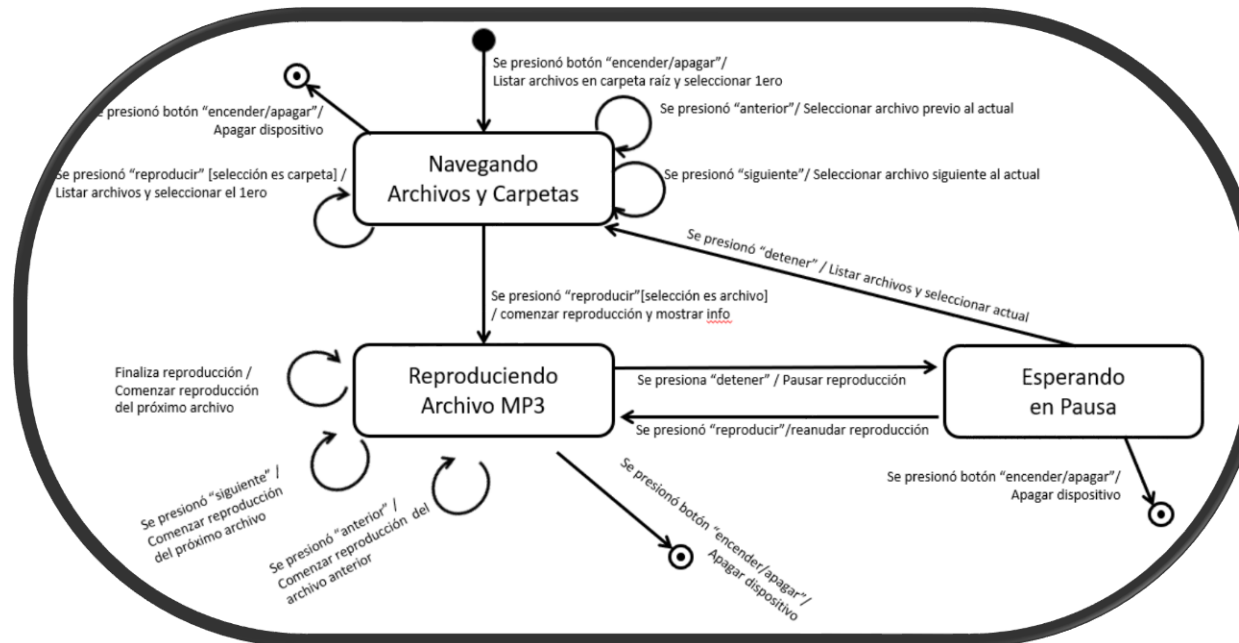 Se presionó botón “encender/apagar”/
Listar archivos en carpeta raíz y seleccionar 1ero
Se presionó botón “encender/apagar”/
Apagar dispositivo
Se presionó “anterior”/ Seleccionar archivo previo al actual
Navegando
Archivos y Carpetas
Se presionó “reproducir” [selección es carpeta] /
Listar archivos y seleccionar el 1ero
Se presionó “siguiente”/ Seleccionar archivo siguiente al actual
Se presionó “detener” / Listar archivos y seleccionar actual
Se presionó “reproducir”[selección es archivo]
/ comenzar reproducción y mostrar info
Finaliza reproducción /
Comenzar reproducción
del próximo archivo
Reproduciendo
Archivo MP3
Se presiona “detener” / Pausar reproducción
Se presionó “reproducir”/reanudar reproducción
Esperando
en Pausa
Se presionó “siguiente” /
Comenzar reproducción
del próximo archivo
Se presionó “anterior” /
Comenzar reproducción del
archivo anterior
Se presionó botón “encender/apagar”/
Apagar dispositivo
Se presionó botón “encender/apagar”/
Apagar dispositivo